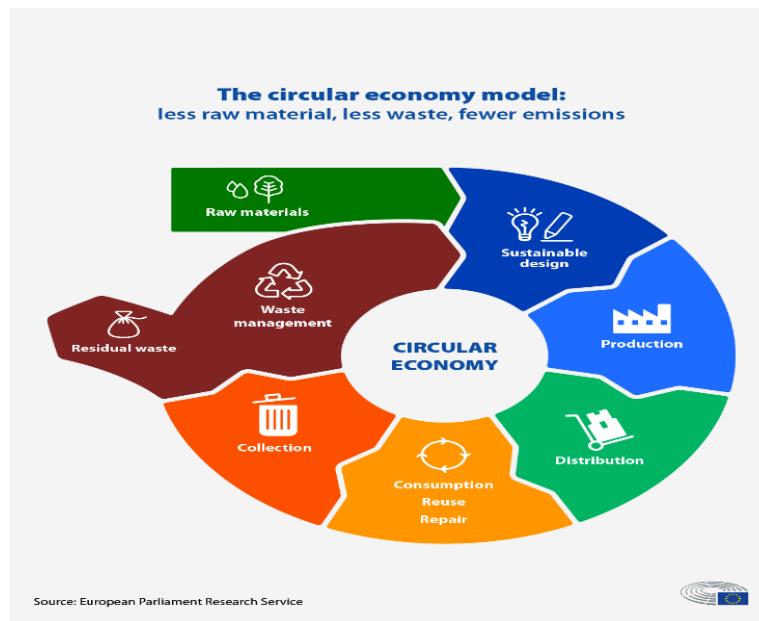 The circular economy model:
less raw material, less waste, fewer emissions
Raw materials
Sustainable
design
Production
Distribution
Consumption
Reuse
Repair
Collection
Waste
management
Residual waste
CIRCULAR
ECONOMY
Source: European Parliament Research Service